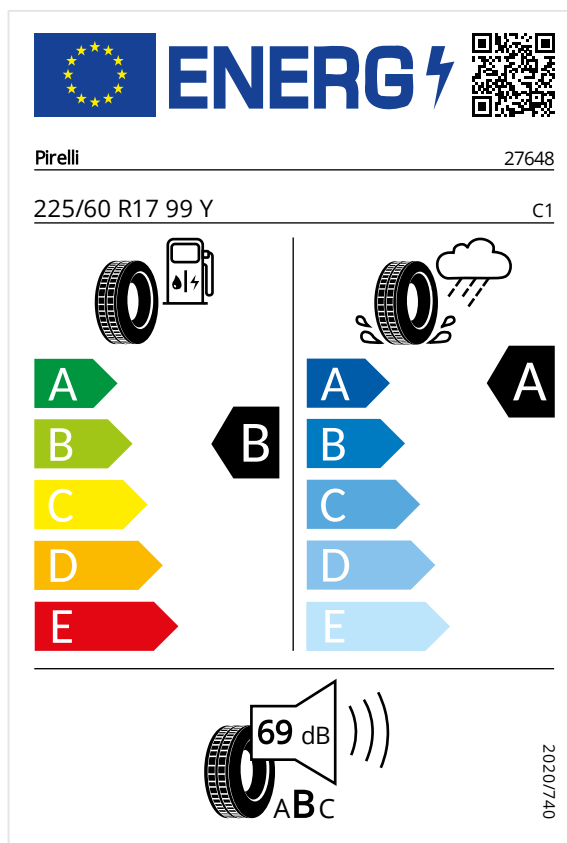 ENERG
Pirelli 27648
225/60 R17 99 Y C1
A A
A
B B
B
C C
D D
E E
69 dB
ABC
2020/740